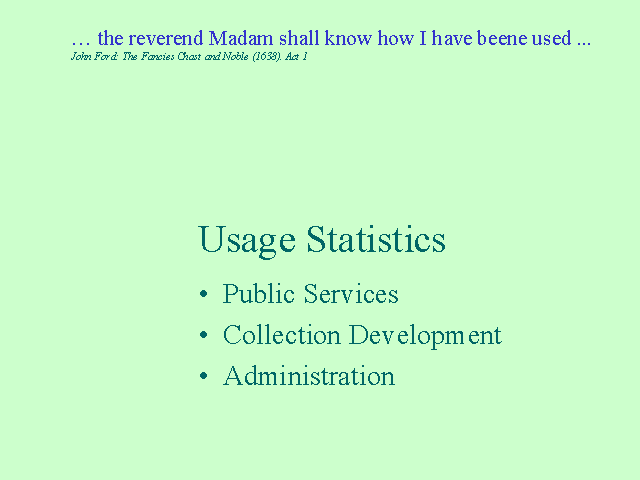 … the reverend Madam shall know how I have beene used ...
John Ford: The Fancies Chast and Noble (1638). Act 1
Usage Statistics
• Public Services
• Collection Development
• Administration